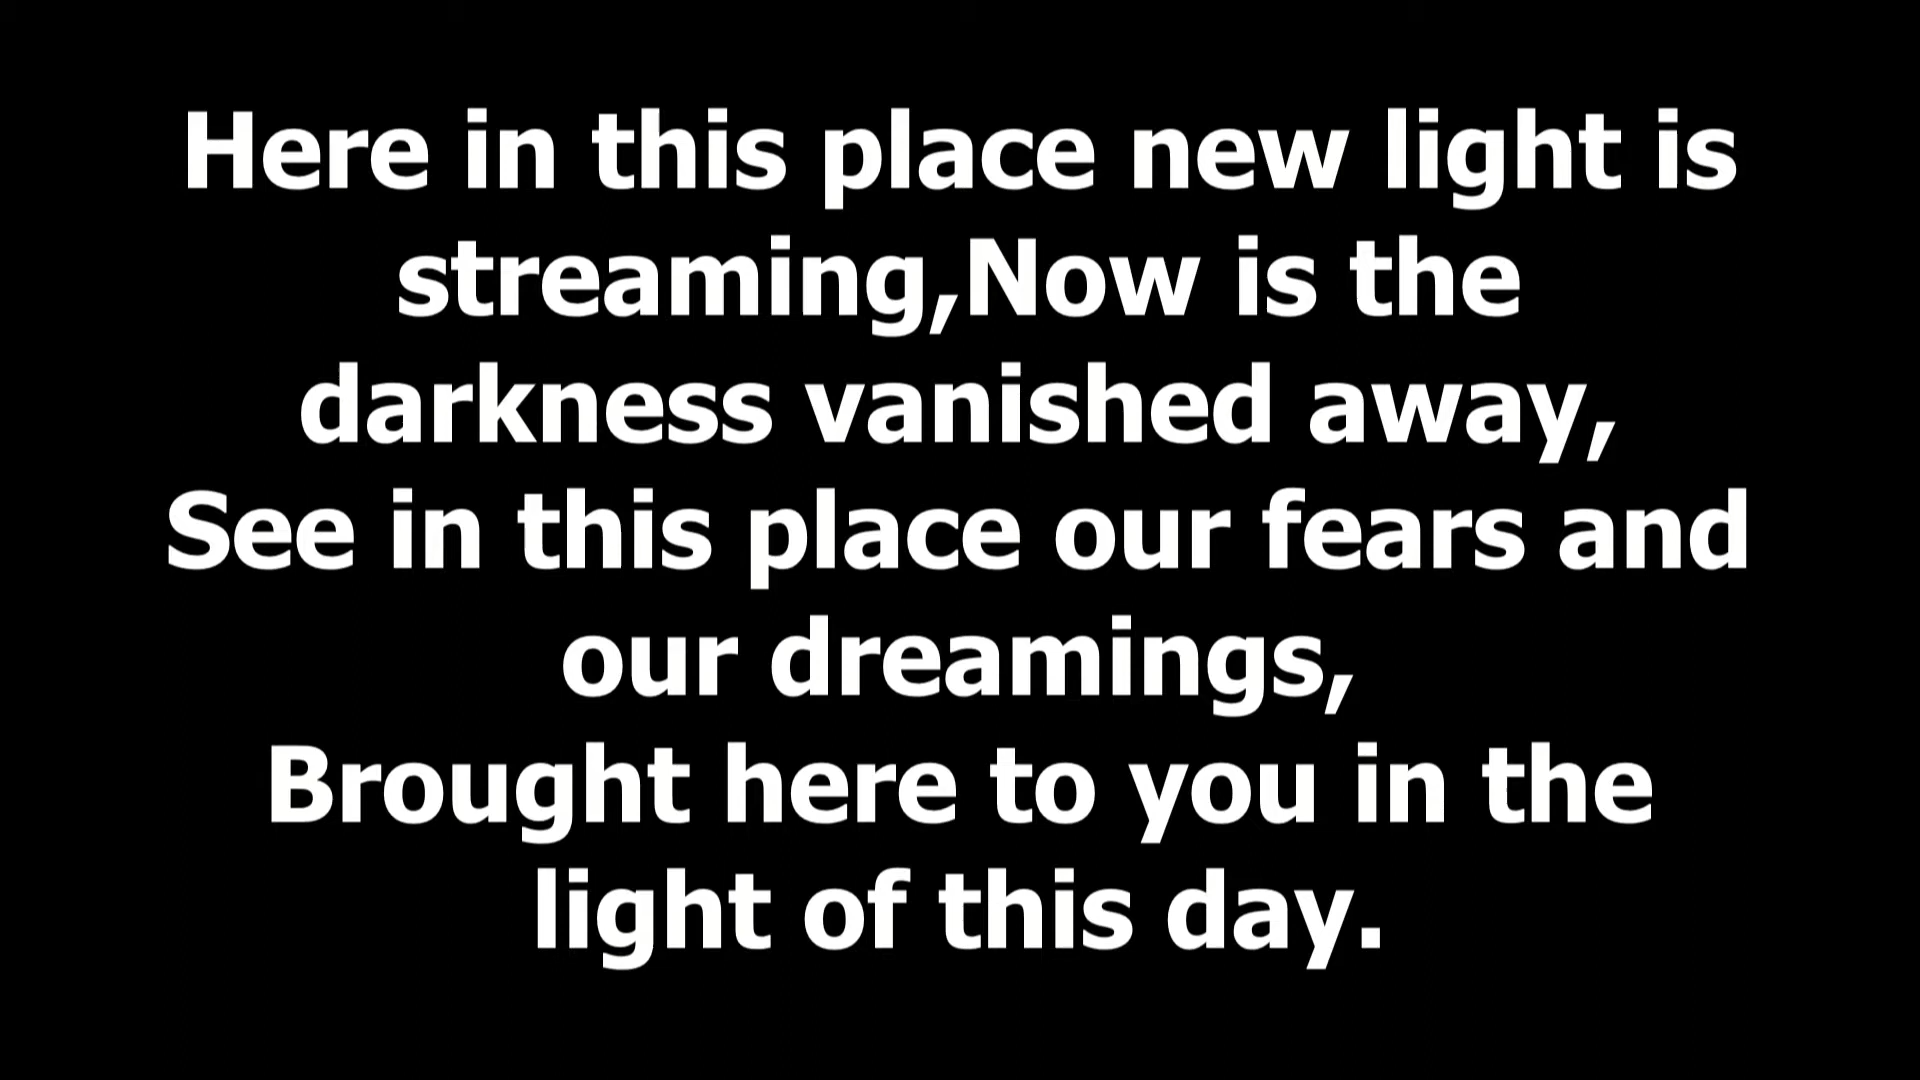 Here in this place new light is
streaming,Now is the
darkness vanished away,
See in this place our fears and
our dreamings,
Brought here to you in the
light of this day.